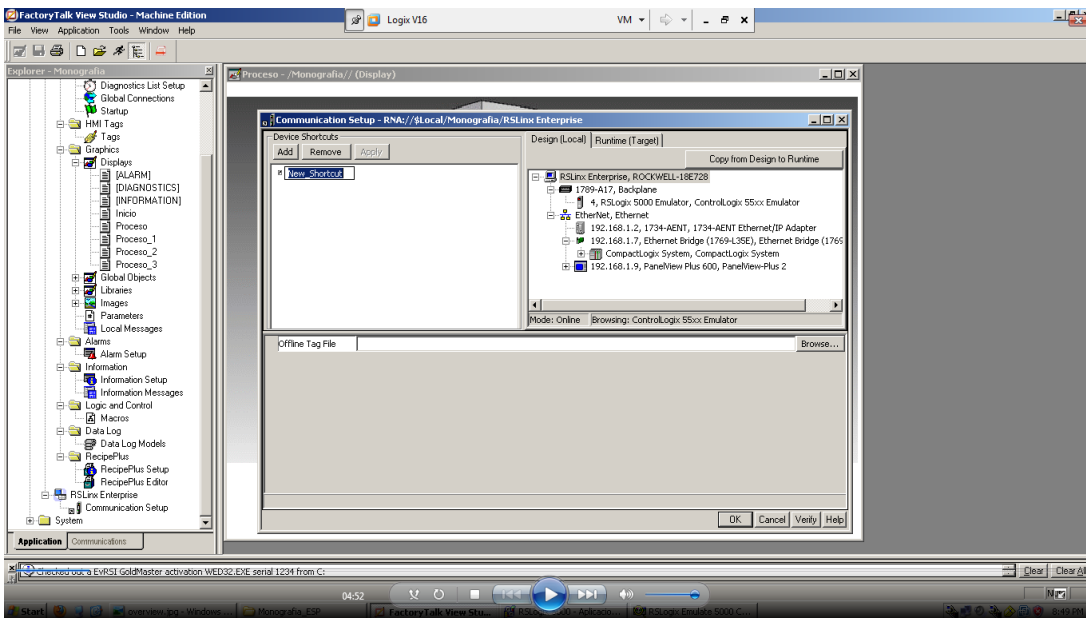 FactoryTalk View Studio - Machine Edition
Logix V16
VM
File View Application Tools Window Help
Explorer - Monografia
Diagnostics List Setup
Global Connections
Startup
HMI Tags
Tags
Graphics
Displays
[ALARM]
[DIAGNOSTICS]
[INFORMATION]
Inicio
Proceso
Proceso_1
Proceso_2
Proceso_3
Global Objects
Libraries
Images
Parameters
Local Messages
Alarms
Alarm Setup
Information
Information Setup
Information Messages
Logic and Control
Macros
Data Log
Data Log Models
RecipePlus
RecipePlus Setup
RecipePlus Editor
RSLinx Enterprise
Communication Setup
System
Application Communications
Proceso - /Monografia// (Display)
Communication Setup - RNA://$Local/Monografia/RSLinx Enterprise
Device Shortcuts
Add Remove Apply
New_Shortcut
Design (Local) Runtime (Target)
Copy from Design to Runtime
RSLinx Enterprise, ROCKWELL-18E728
1789-A17, Backplane
4, RSLogix 5000 Emulator, ControlLogix 55xx Emulator
EtherNet, Ethernet
192.168.1.2, 1734-AENT, 1734-AENT Ethernet/IP Adapter
192.168.1.7, Ethernet Bridge (1769-L35E), Ethernet Bridge (1769
CompactLogix System, CompactLogix System
192.168.1.9, PanelView Plus 600, PanelView-Plus 2
Mode: Online Browsing: ControlLogix 55xx Emulator
Offline Tag File Browse...
OK Cancel Verify Help
Checked out a EvRSI GoldMaster activation WED32.EXE serial 1234 from C:
Clear Clear All
04:52
Start overview.jpg - Windows ... Monografia_ESP FactoryTalk View Stu... RSLogix 5000 - Aplicacio... RSLogix Emulate 5000 C... 8:49 PM